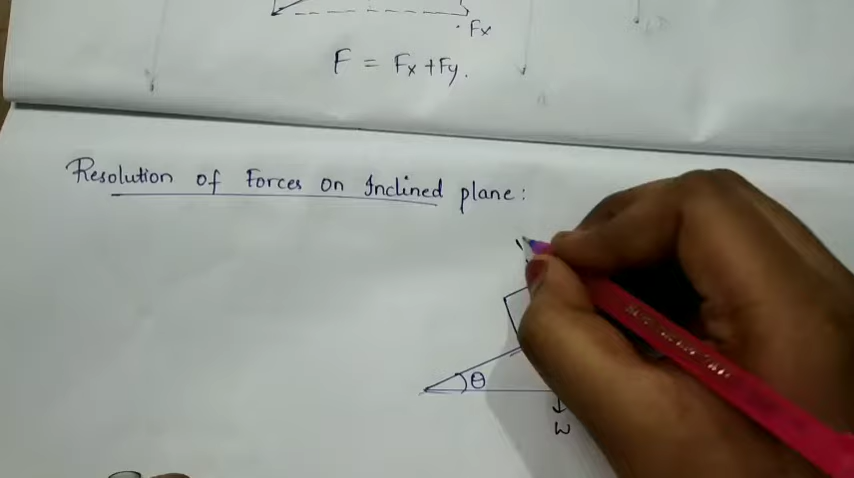 Fx
F = Fx + Fy.
Resolution of Forces on Inclined plane:
θ
W